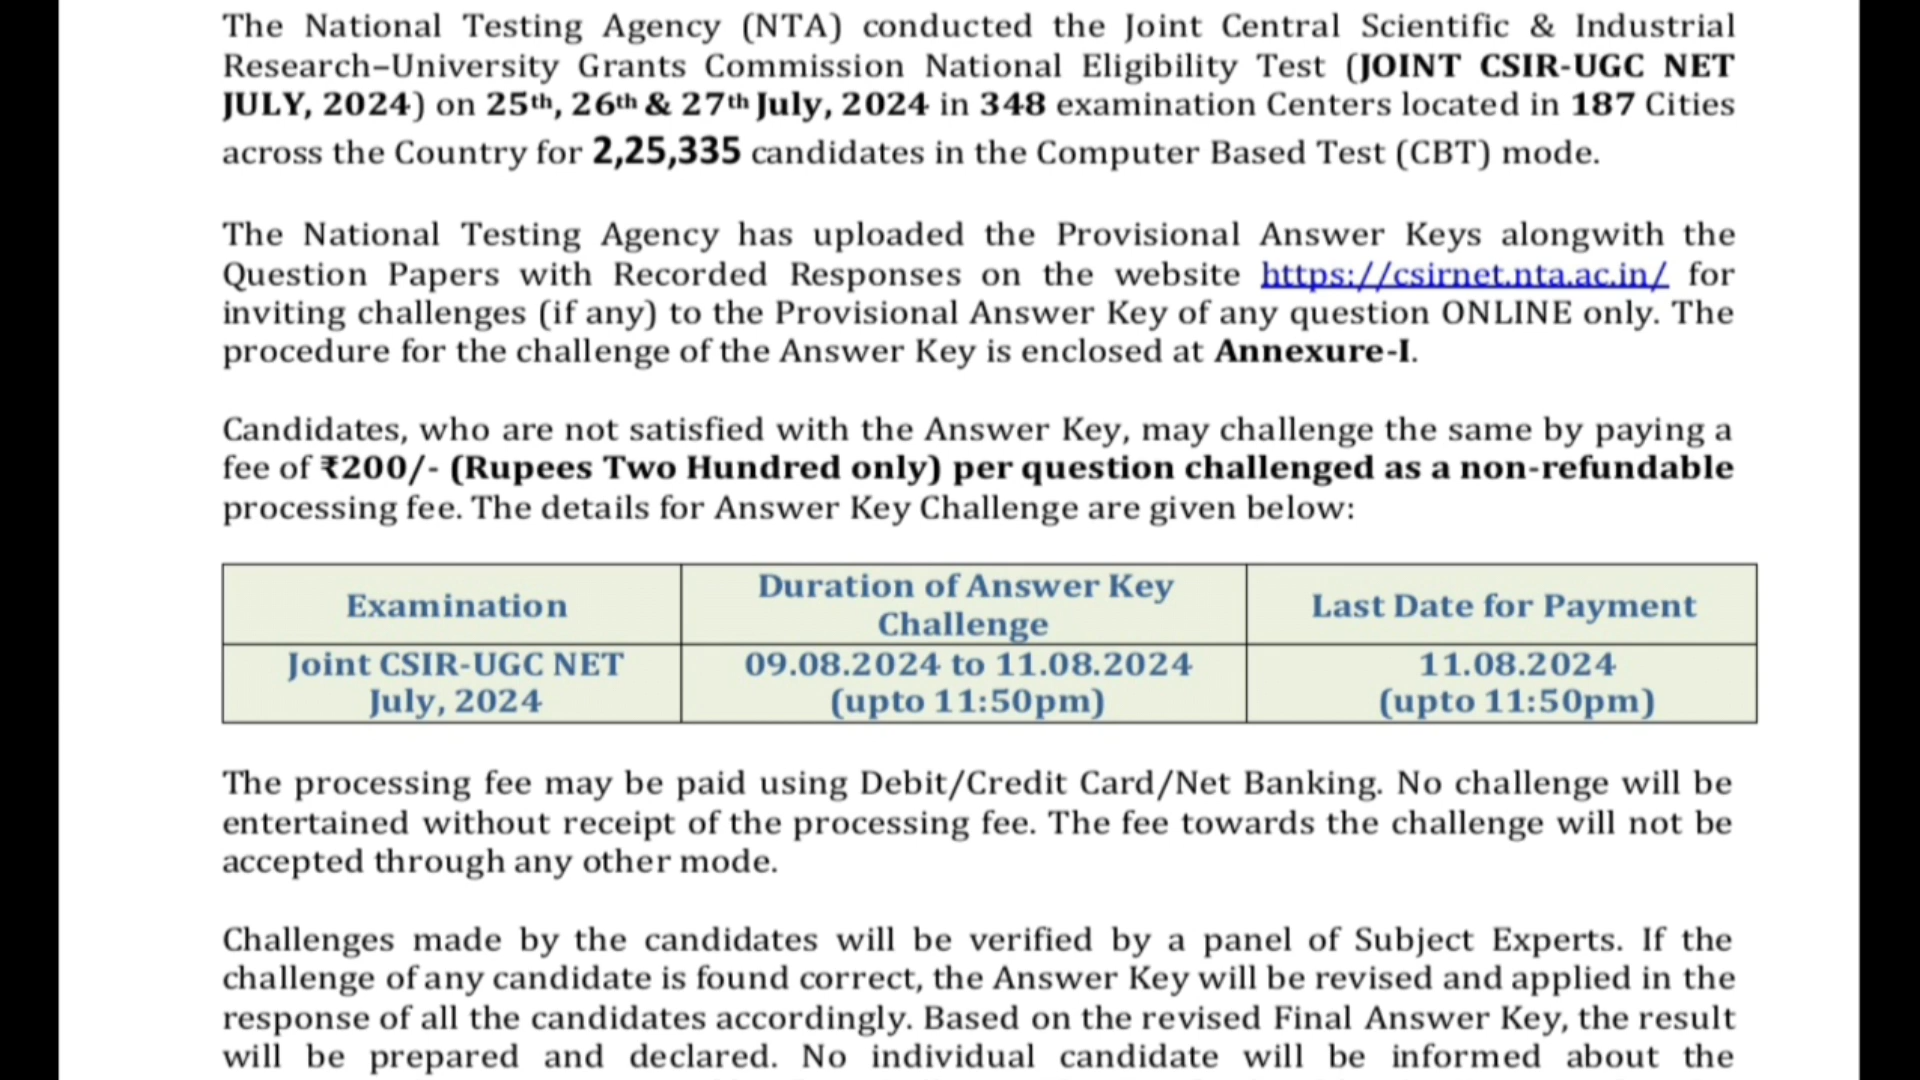 The National Testing Agency (NTA) conducted the Joint Central Scientific & Industrial
Research–University Grants Commission National Eligibility Test (JOINT CSIR-UGC NET
JULY, 2024) on 25th, 26th & 27th July, 2024 in 348 examination Centers located in 187 Cities
across the Country for 2,25,335 candidates in the Computer Based Test (CBT) mode.
The National Testing Agency has uploaded the Provisional Answer Keys alongwith the
Question Papers with Recorded Responses on the website https://csirnet.nta.ac.in/ for
inviting challenges (if any) to the Provisional Answer Key of any question ONLINE only. The
procedure for the challenge of the Answer Key is enclosed at Annexure-I.
Candidates, who are not satisfied with the Answer Key, may challenge the same by paying a
fee of ₹200/- (Rupees Two Hundred only) per question challenged as a non-refundable
processing fee. The details for Answer Key Challenge are given below:
Examination
Duration of Answer Key
Challenge
Last Date for Payment
Joint CSIR-UGC NET
July, 2024
09.08.2024 to 11.08.2024
(upto 11:50pm)
11.08.2024
(upto 11:50pm)
The processing fee may be paid using Debit/Credit Card/Net Banking. No challenge will be
entertained without receipt of the processing fee. The fee towards the challenge will not be
accepted through any other mode.
Challenges made by the candidates will be verified by a panel of Subject Experts. If the
challenge of any candidate is found correct, the Answer Key will be revised and applied in the
response of all the candidates accordingly. Based on the revised Final Answer Key, the result
will be prepared and declared. No individual candidate will be informed about the